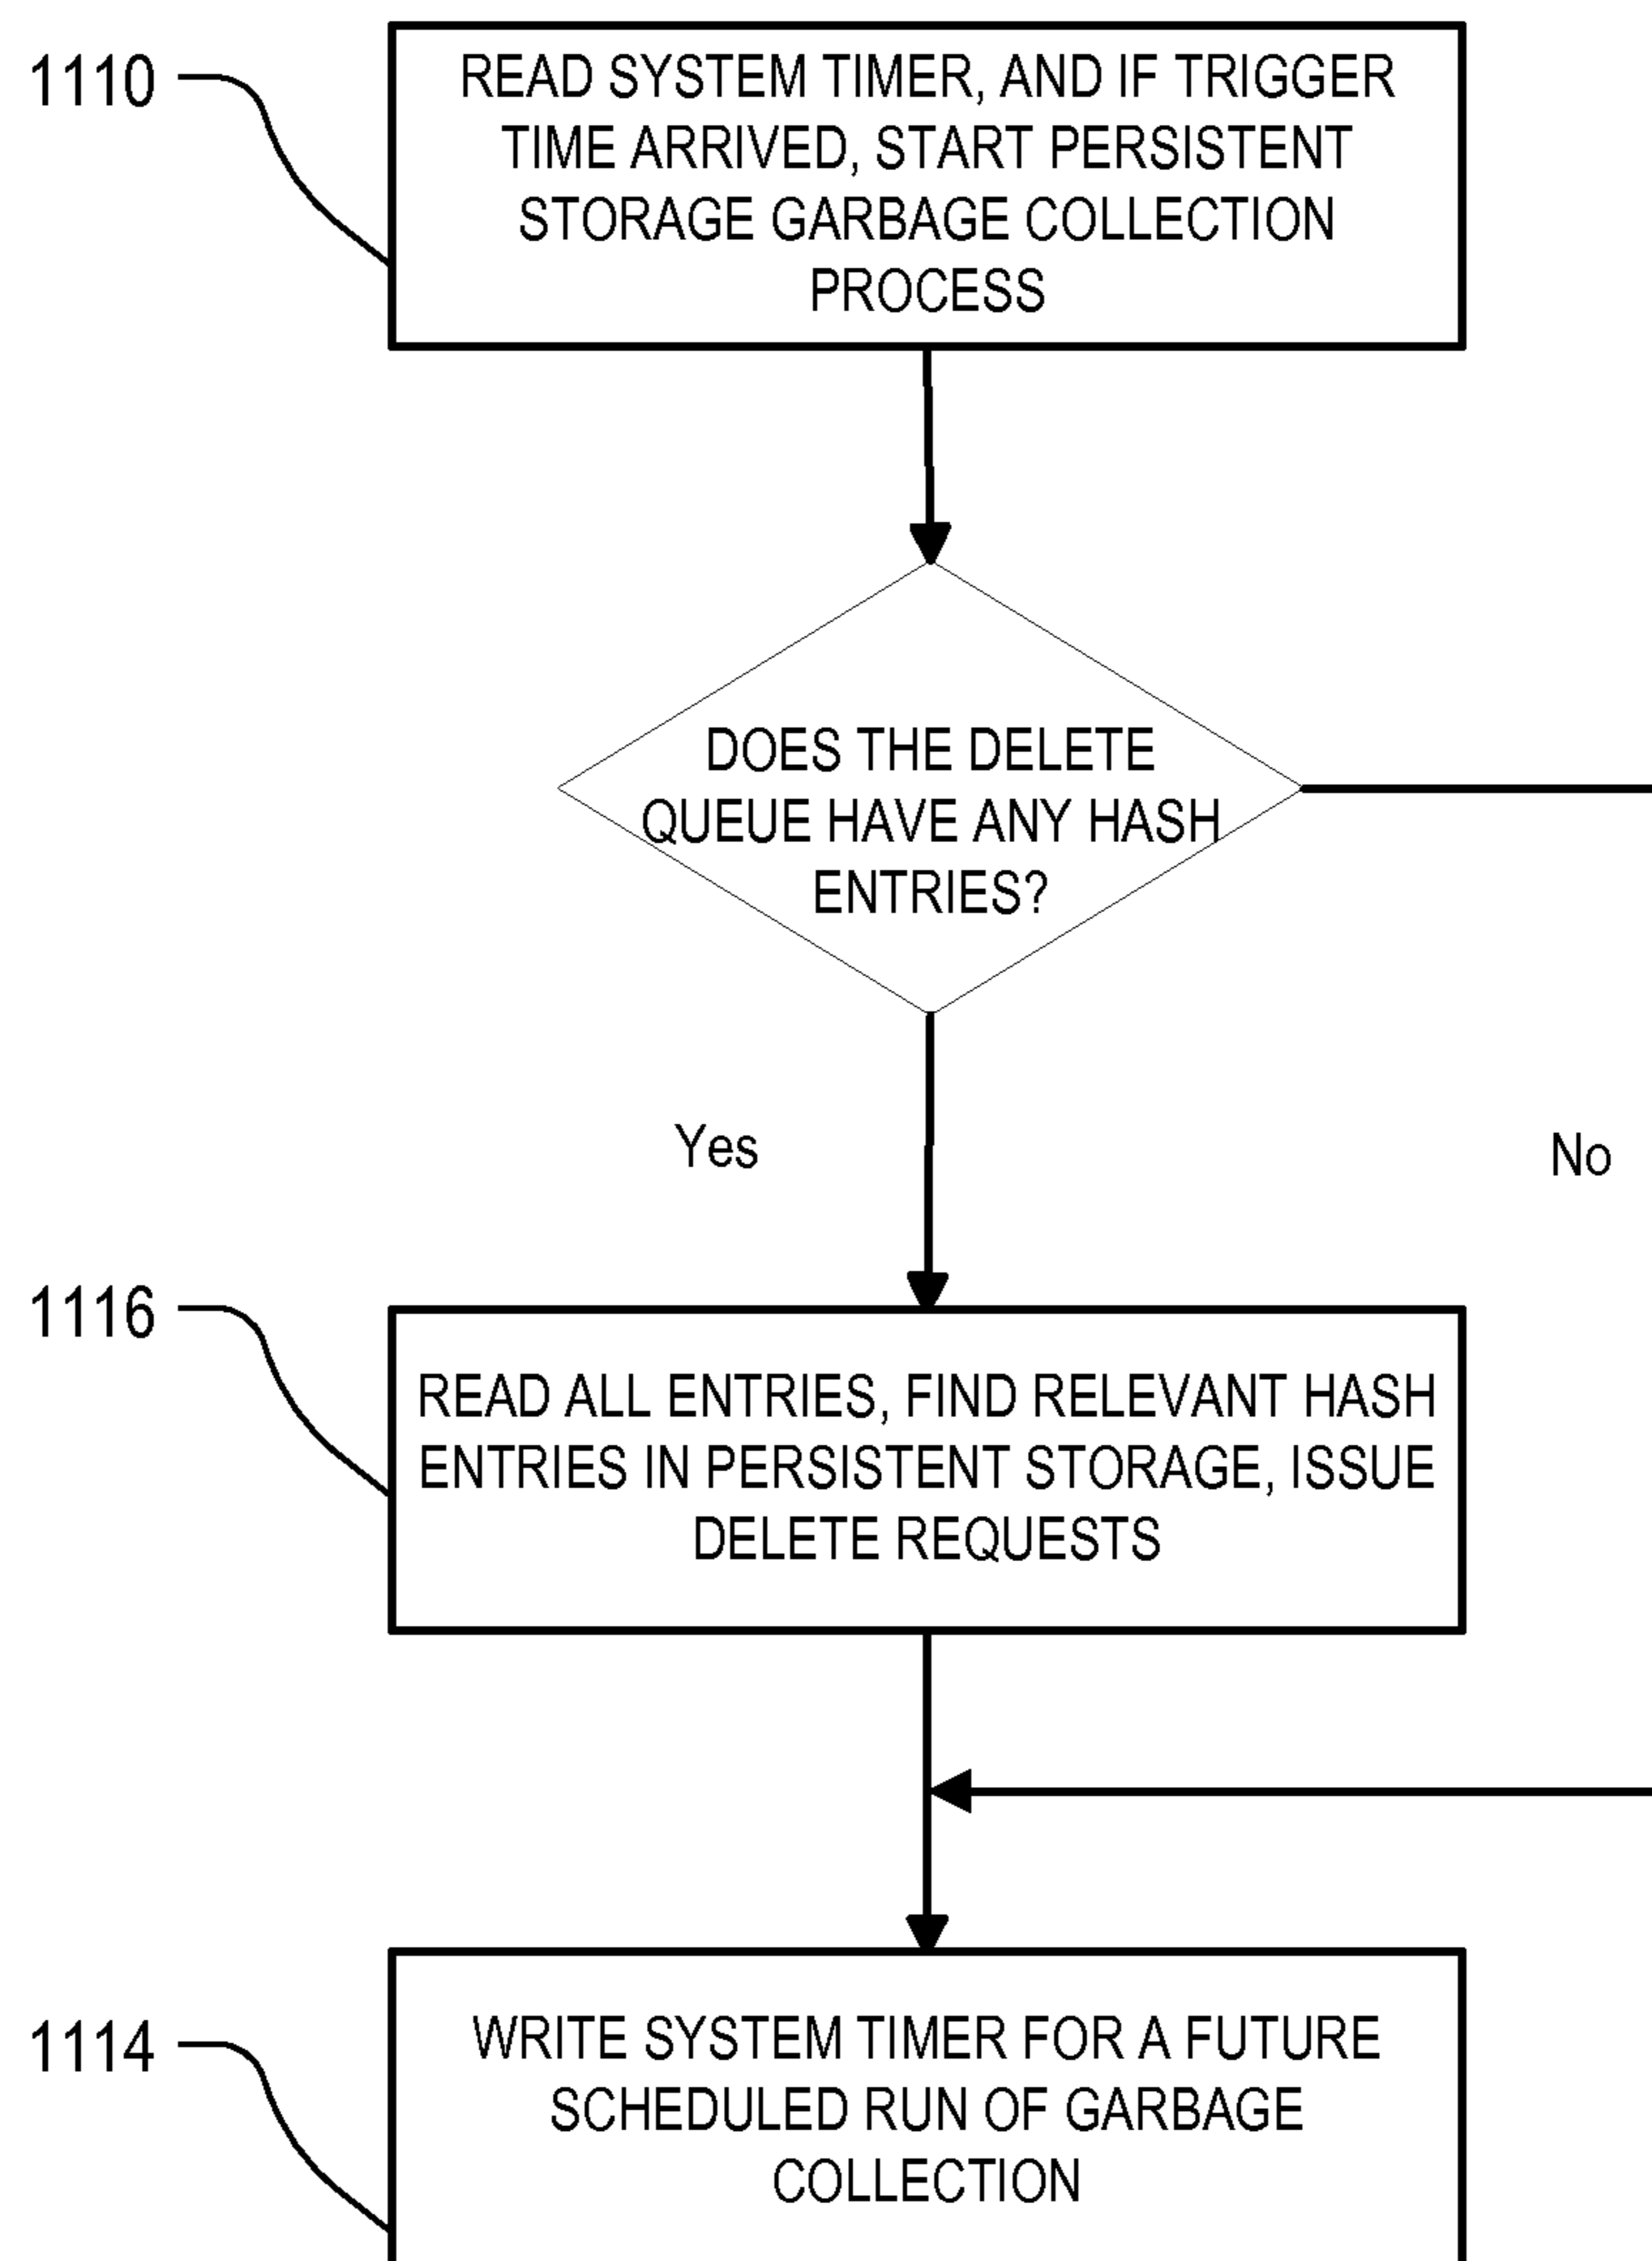 1110
READ SYSTEM TIMER, AND IF TRIGGER
TIME ARRIVED, START PERSISTENT
STORAGE GARBAGE COLLECTION
PROCESS
DOES THE DELETE
QUEUE HAVE ANY HASH
ENTRIES?
Yes
No
1116
READ ALL ENTRIES, FIND RELEVANT HASH
ENTRIES IN PERSISTENT STORAGE, ISSUE
DELETE REQUESTS
1114
WRITE SYSTEM TIMER FOR A FUTURE
SCHEDULED RUN OF GARBAGE
COLLECTION